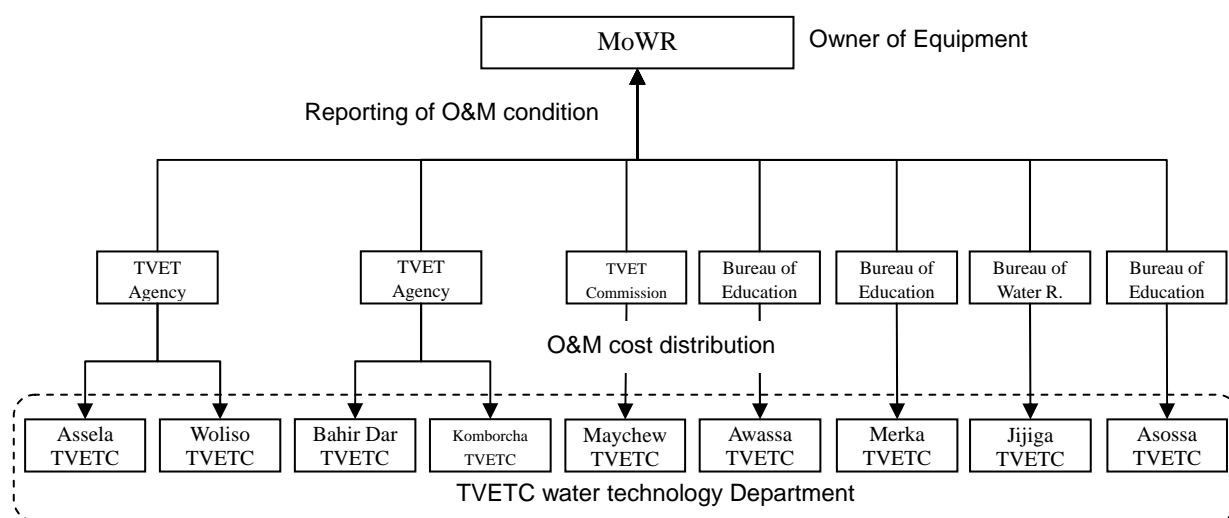 MoWR
Owner of Equipment
Reporting of O&M condition
TVET
Agency
TVET
Agency
TVET
Commission
Bureau of
Education
Bureau of
Education
Bureau of
Water R.
Bureau of
Education
O&M cost distribution
Assela
TVETC
Woliso
TVETC
Bahir Dar
TVETC
Komborcha
TVETC
Maychew
TVETC
Awassa
TVETC
Merka
TVETC
Jijiga
TVETC
Asossa
TVETC
TVETC water technology Department